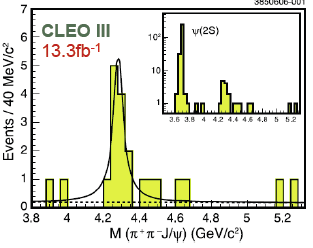 3850606-001
7
6
5
4
3
2
1
0
Events / 40 MeV/c²
CLEO III
13.3fb⁻¹
ψ(2S)
10²
10
1
3.6 3.8 4 4.2 4.4 4.6 4.8 5 5.2
3.8 4 4.2 4.4 4.6 4.8 5 5.2
M (π⁺π⁻J/ψ) (GeV/c²)